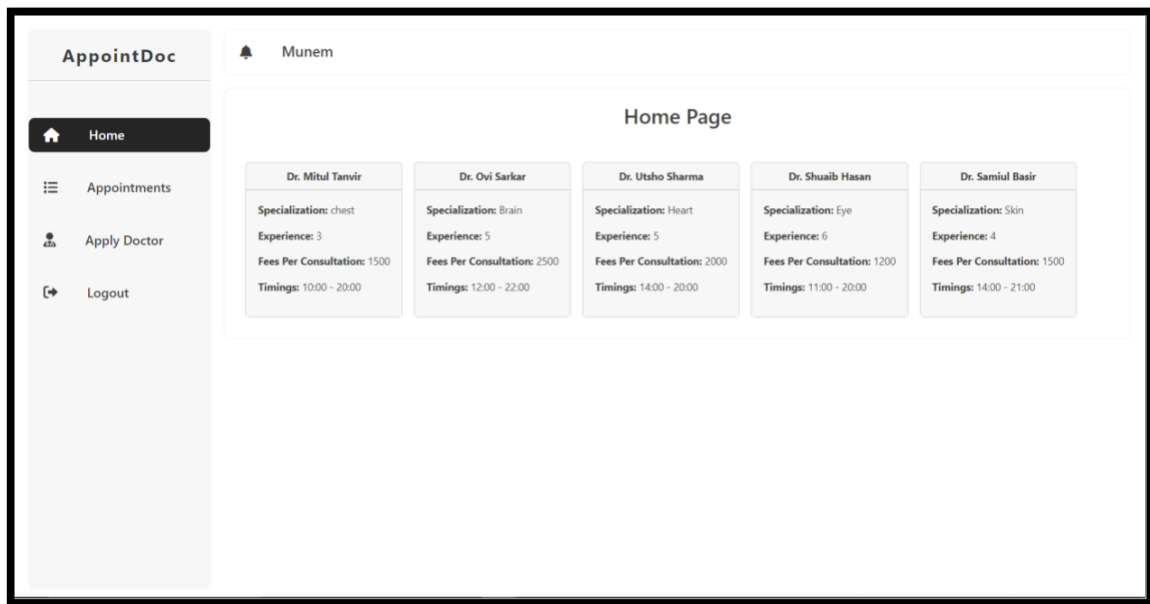 AppointDoc
Munem
Home
Appointments
Apply Doctor
Logout
Home Page
Dr. Mitul Tanvir
Specialization: chest
Experience: 3
Fees Per Consultation: 1500
Timings: 10:00 - 20:00
Dr. Ovi Sarkar
Specialization: Brain
Experience: 5
Fees Per Consultation: 2500
Timings: 12:00 - 22:00
Dr. Utsho Sharma
Specialization: Heart
Experience: 5
Fees Per Consultation: 2000
Timings: 14:00 - 20:00
Dr. Shuaib Hasan
Specialization: Eye
Experience: 6
Fees Per Consultation: 1200
Timings: 11:00 - 20:00
Dr. Samiul Basir
Specialization: Skin
Experience: 4
Fees Per Consultation: 1500
Timings: 14:00 - 21:00